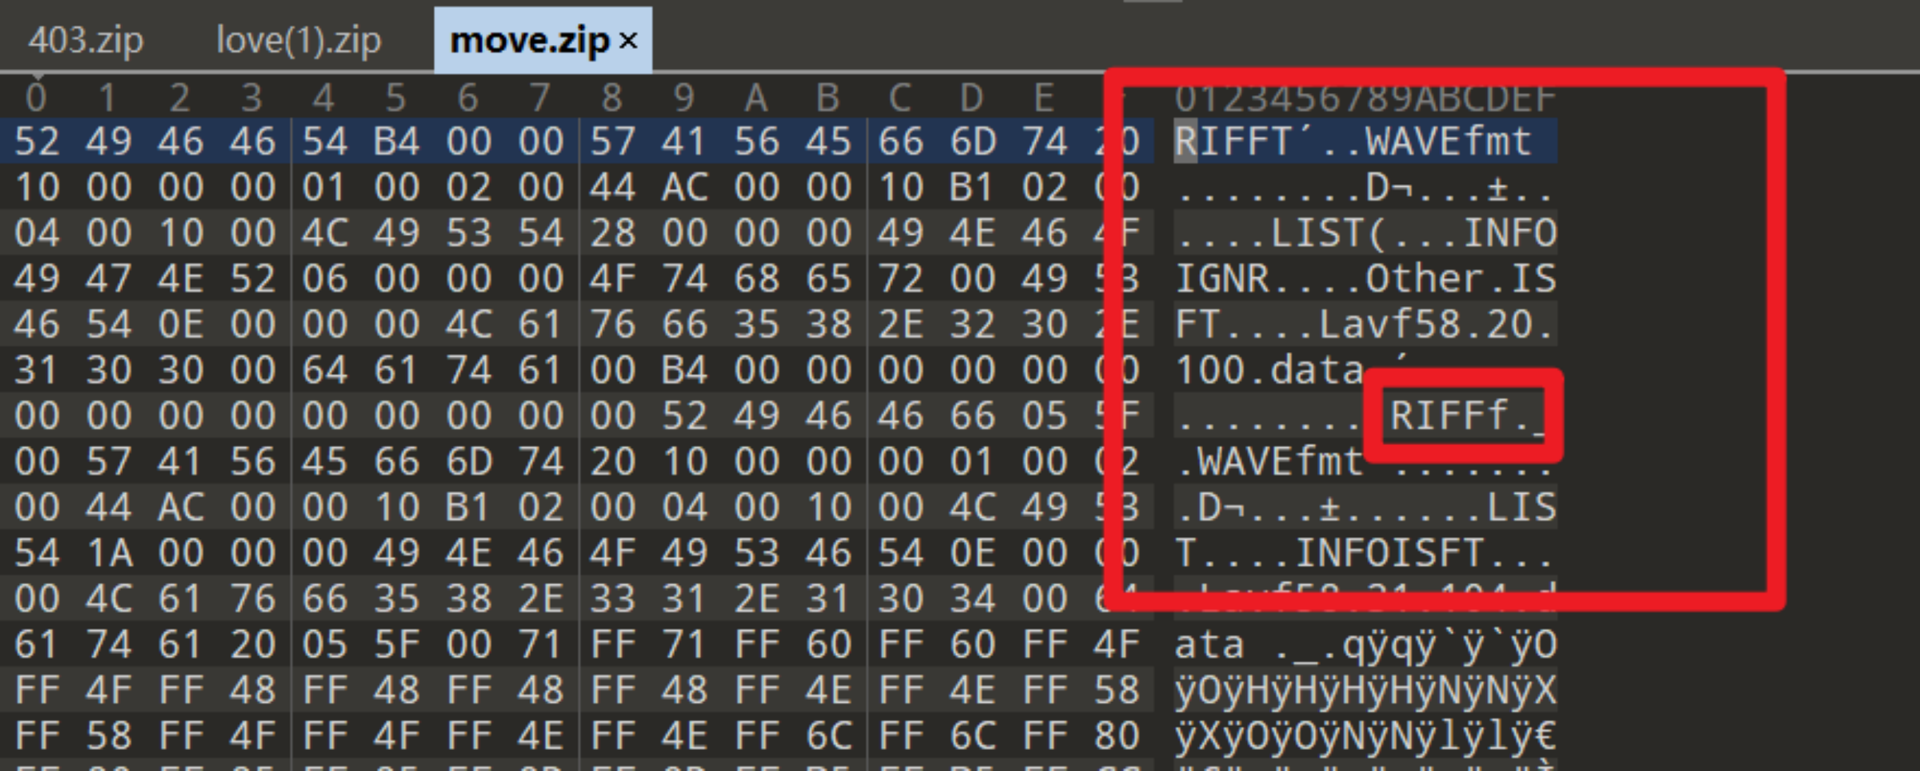 403.zip love(1).zip move.zip ×
0 1 2 3 4 5 6 7 8 9 A B C D E 0123456789ABCDEF
52 49 46 46 54 B4 00 00 57 41 56 45 66 6D 74 20 RIFFT´..WAVEfmt
10 00 00 00 01 00 02 00 44 AC 00 00 10 B1 02 00 ........D¬...±..
04 00 10 00 4C 49 53 54 28 00 00 00 49 4E 46 4F ....LIST(...INFO
49 47 4E 52 06 00 00 00 4F 74 68 65 72 00 49 53 IGNR....Other.IS
46 54 0E 00 00 00 4C 61 76 66 35 38 2E 32 30 2E FT....Lavf58.20.
31 30 30 00 64 61 74 61 00 B4 00 00 00 00 00 00 100.data ´
00 00 00 00 00 00 00 00 00 52 49 46 46 66 05 5F ........ RIFFf._
00 57 41 56 45 66 6D 74 20 10 00 00 00 01 00 02 .WAVEfmt .......
00 44 AC 00 00 10 B1 02 00 04 00 10 00 4C 49 53 .D¬...±......LIS
54 1A 00 00 00 49 4E 46 4F 49 53 46 54 0E 00 00 T....INFOISFT...
00 4C 61 76 66 35 38 2E 33 31 2E 31 30 34 00 64 .Lavf58.31.104.d
61 74 61 20 05 5F 00 71 FF 71 FF 60 FF 60 FF 4F ata ._.qÿqÿ`ÿ`ÿO
FF 4F FF 48 FF 48 FF 48 FF 48 FF 4E FF 4E FF 58 ÿOÿHÿHÿHÿHÿNÿNÿX
FF 58 FF 4F FF 4F FF 4E FF 4E FF 6C FF 6C FF 80 ÿXÿOÿOÿNÿNÿlÿlÿ€